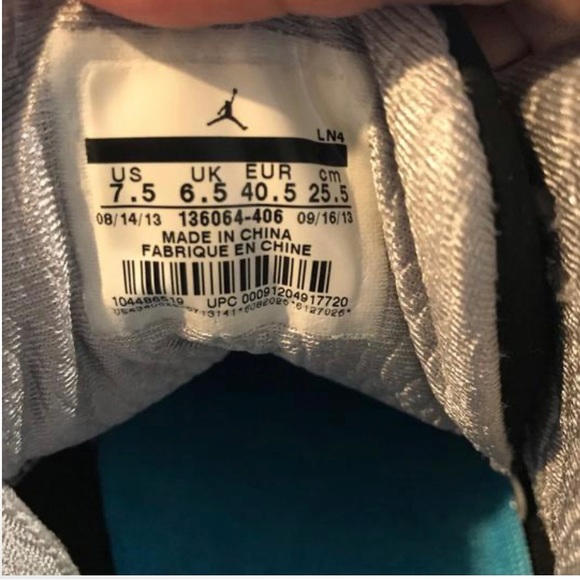 LN4
US UK EUR cm
7.5 6.5 40.5 25.5
08/14/13 136064-406 09/16/13
MADE IN CHINA
FABRIQUE EN CHINE
UPC 00091204917720